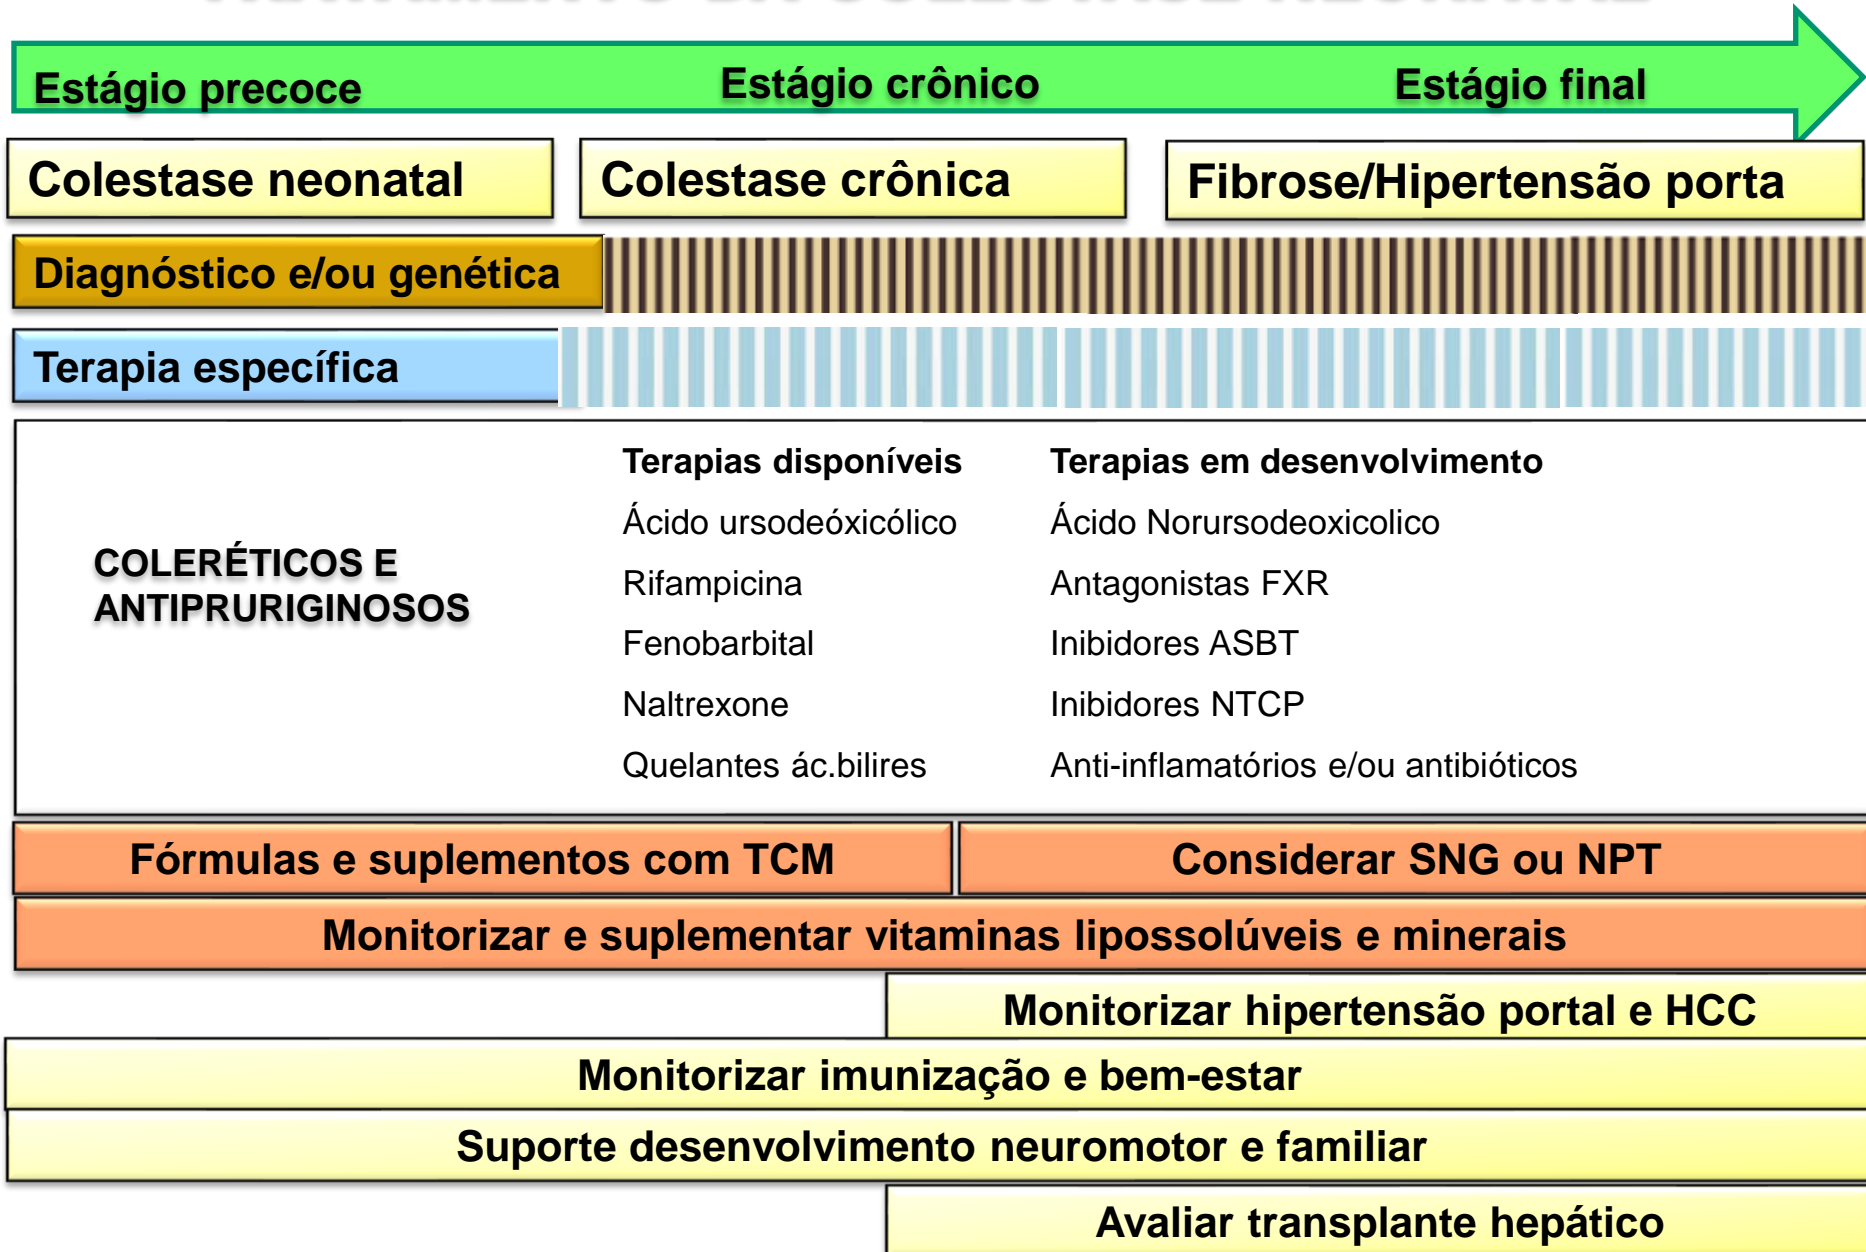 Estágio precoce
Estágio crônico
Estágio final
Colestase neonatal
Colestase crônica
Fibrose/Hipertensão porta
Diagnóstico e/ou genética
Terapia específica
COLERÉTICOS E
ANTIPRURIGINOSOS
Terapias disponíveis
Ácido ursodeóxicólico
Rifampicina
Fenobarbital
Naltrexone
Quelantes ác.bilires
Terapias em desenvolvimento
Ácido Norursodeoxicolico
Antagonistas FXR
Inibidores ASBT
Inibidores NTCP
Anti-inflamatórios e/ou antibióticos
Fórmulas e suplementos com TCM
Considerar SNG ou NPT
Monitorizar e suplementar vitaminas lipossolúveis e minerais
Monitorizar hipertensão portal e HCC
Monitorizar imunização e bem-estar
Suporte desenvolvimento neuromotor e familiar
Avaliar transplante hepático